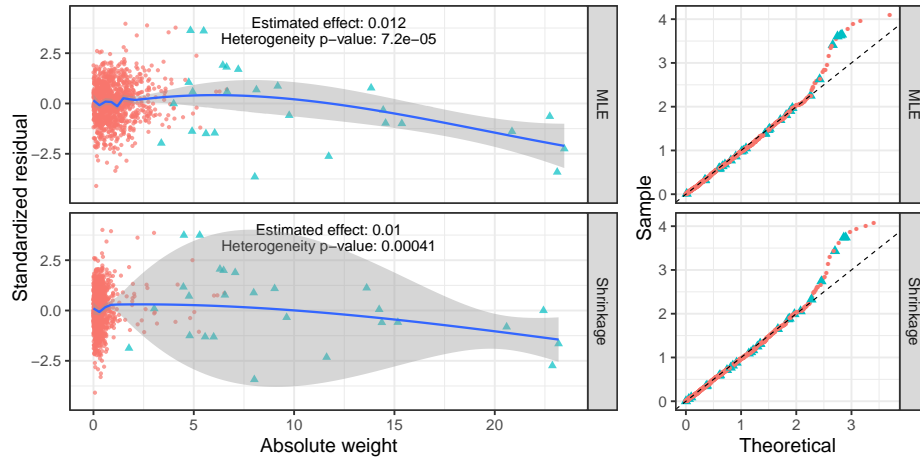 Estimated effect: 0.012
Heterogeneity p−value: 7.2e−05
2.5
0.0
−2.5
MLE
Estimated effect: 0.01
Heterogeneity p−value: 0.00041
2.5
0.0
−2.5
Shrinkage
0
5
10
15
20
Absolute weight
Standardized residual
4
3
2
1
0
MLE
4
3
2
1
0
Shrinkage
0
1
2
3
Theoretical
Sample